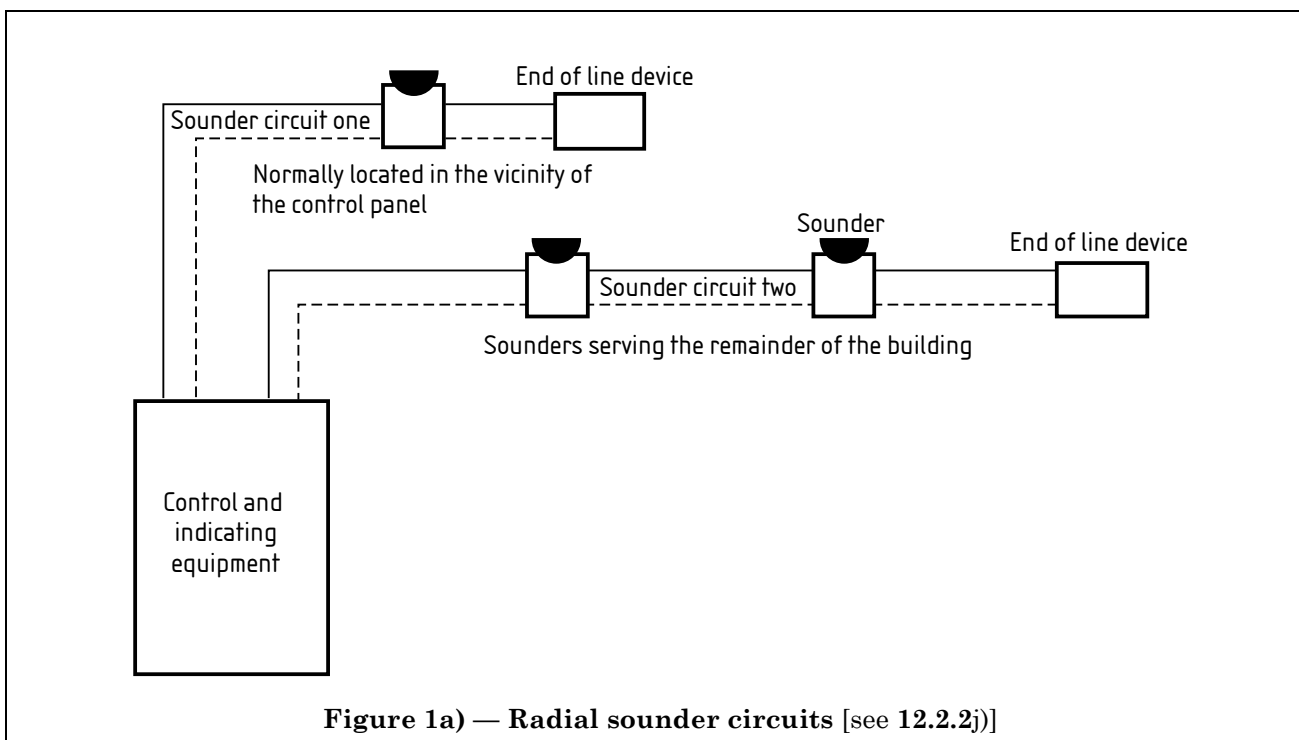 End of line device
Sounder circuit one
Normally located in the vicinity of
the control panel
Sounder
End of line device
Sounder circuit two
Sounders serving the remainder of the building
Control and
indicating
equipment
Figure 1a) — Radial sounder circuits [see 12.2.2j)]